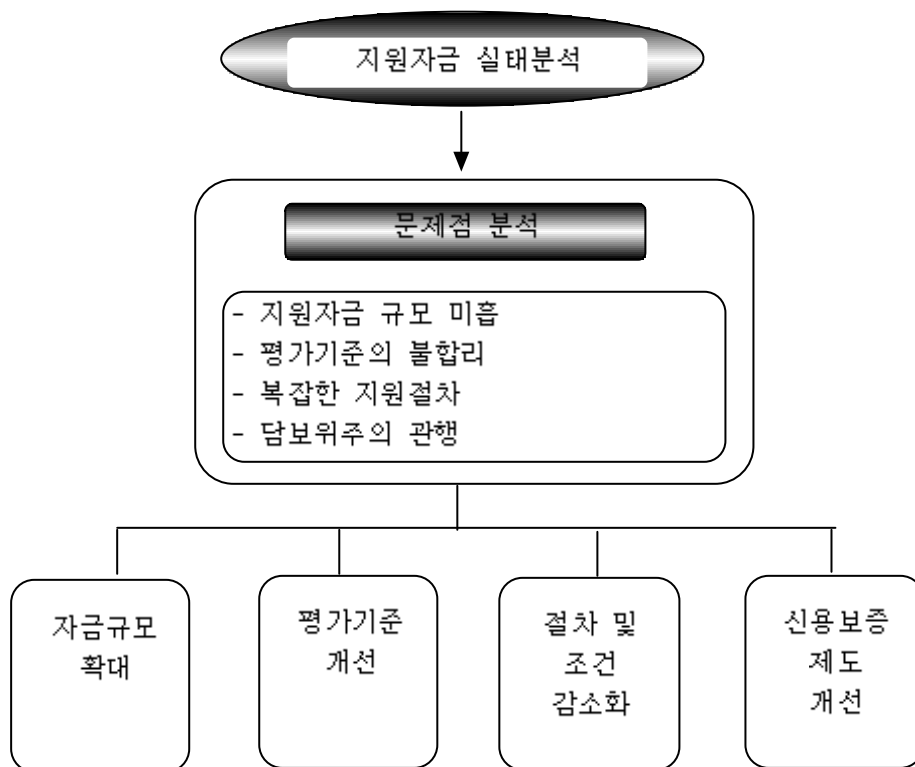 지원자금 실태분석
문제점 분석
- 지원자금 규모 미흡
- 평가기준의 불합리
- 복잡한 지원절차
- 담보위주의 관행
자금규모
확대
평가기준
개선
절차 및
조건
감소화
신용보증
제도
개선